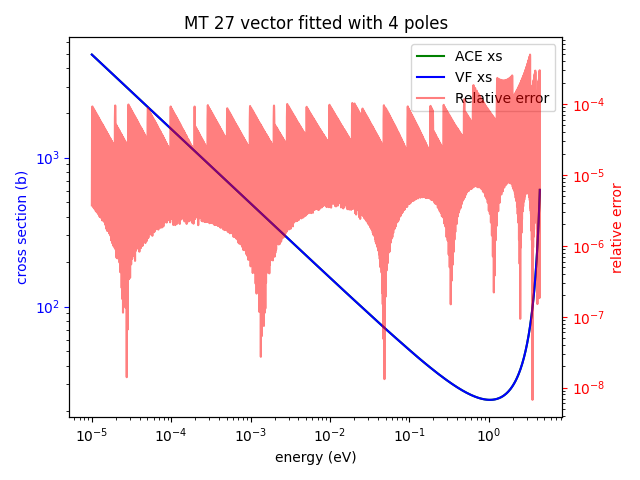 MT 27 vector fitted with 4 poles
ACE xs
VF xs
Relative error
cross section (b)
10³
10²
relative error
10⁻⁴
10⁻⁵
10⁻⁶
10⁻⁷
10⁻⁸
10⁻⁵ 10⁻⁴ 10⁻³ 10⁻² 10⁻¹ 10⁰
energy (eV)